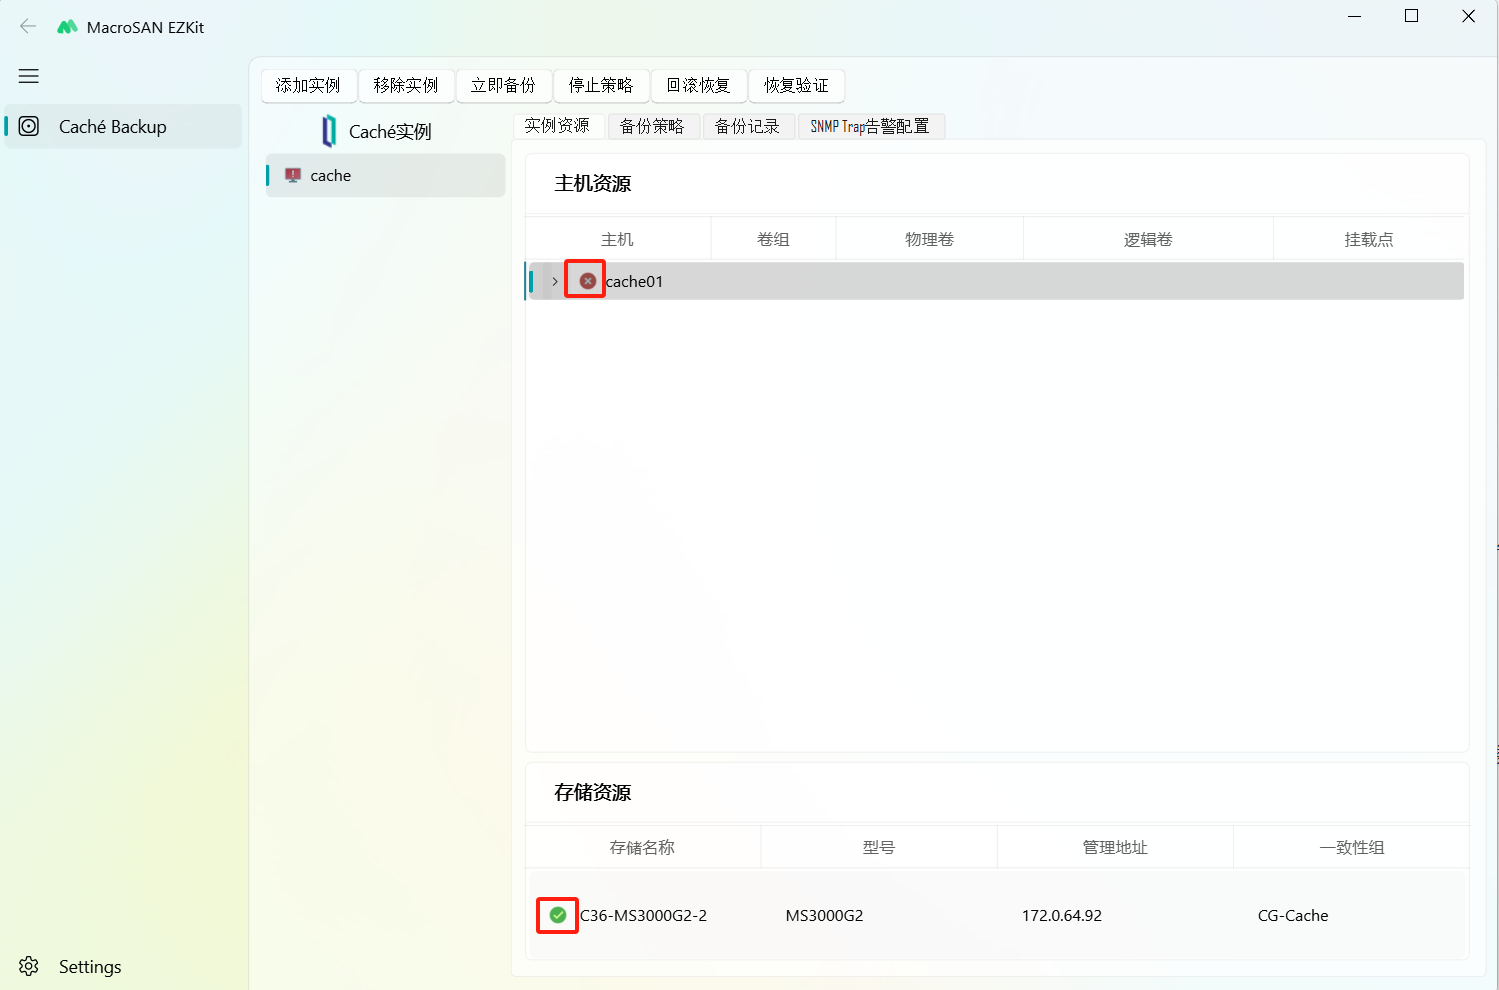 MacroSAN EZKit
添加实例 移除实例 立即备份 停止策略 回滚恢复 恢复验证
Caché Backup
Caché实例
实例资源 备份策略 备份记录 SNMP Trap告警配置
cache
主机资源
主机 卷组 物理卷 逻辑卷 挂载点
cache01
存储资源
存储名称 型号 管理地址 一致性组
C36-MS3000G2-2 MS3000G2 172.0.64.92 CG-Cache
Settings